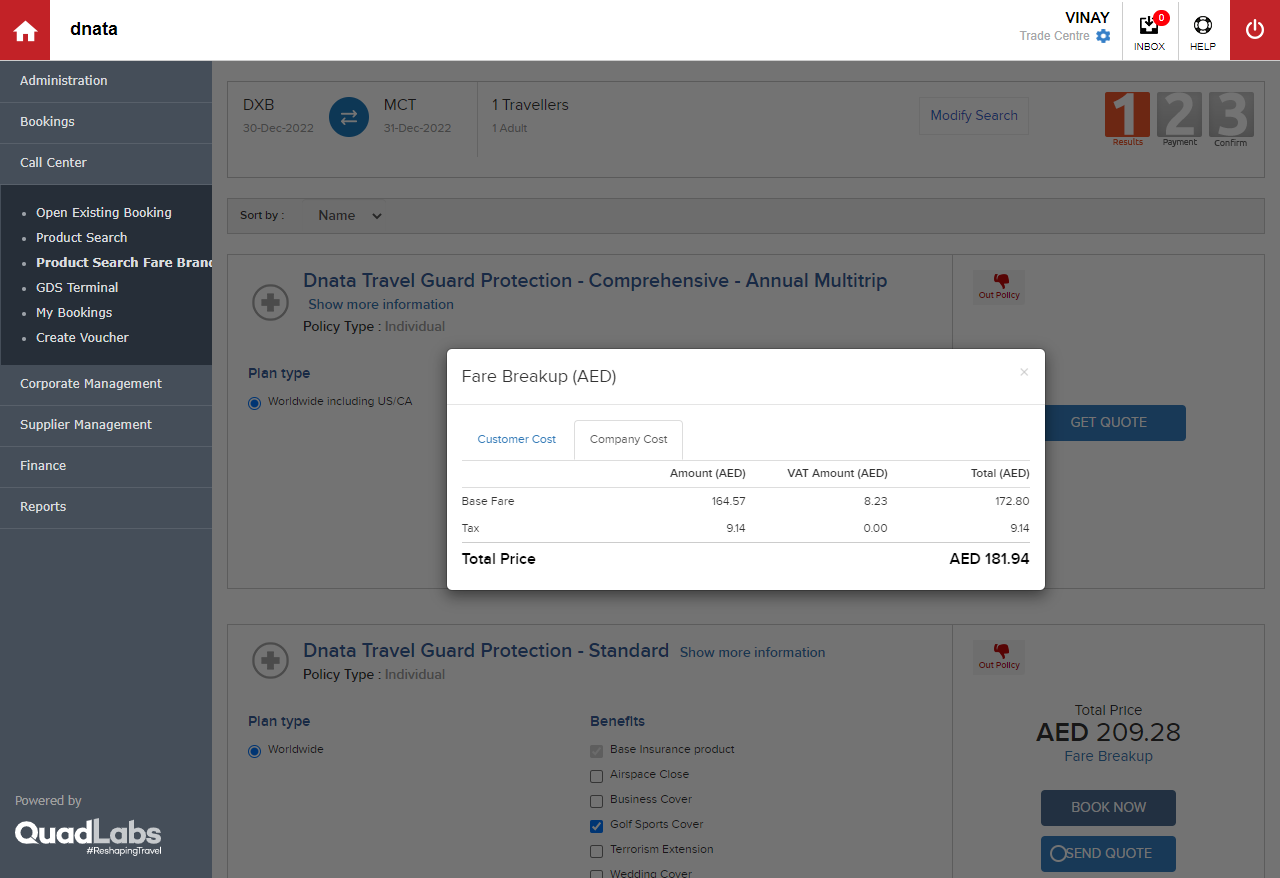 dnata
VINAY
Trade Centre
0
INBOX
HELP
Administration
Bookings
Call Center
Open Existing Booking
Product Search
Product Search Fare Brand
GDS Terminal
My Bookings
Create Voucher
Corporate Management
Supplier Management
Finance
Reports
Powered by
QuadLabs
#ReshapingTravel
DXB
30-Dec-2022
MCT
31-Dec-2022
1 Travellers
1 Adult
Modify Search
1 2 3
Results Payment Confirm
Sort by : Name
Dnata Travel Guard Protection - Comprehensive - Annual Multitrip
Show more information
Policy Type : Individual
Plan type
Worldwide including US/CA
Out Policy
GET QUOTE
Fare Breakup (AED)
×
Customer Cost Company Cost
Amount (AED) VAT Amount (AED) Total (AED)
Base Fare 164.57 8.23 172.80
Tax 9.14 0.00 9.14
Total Price AED 181.94
Dnata Travel Guard Protection - Standard Show more information
Policy Type : Individual
Plan type
Worldwide
Benefits
Base Insurance product
Airspace Close
Business Cover
Golf Sports Cover
Terrorism Extension
Wedding Cover
Out Policy
Total Price
AED 209.28
Fare Breakup
BOOK NOW
SEND QUOTE